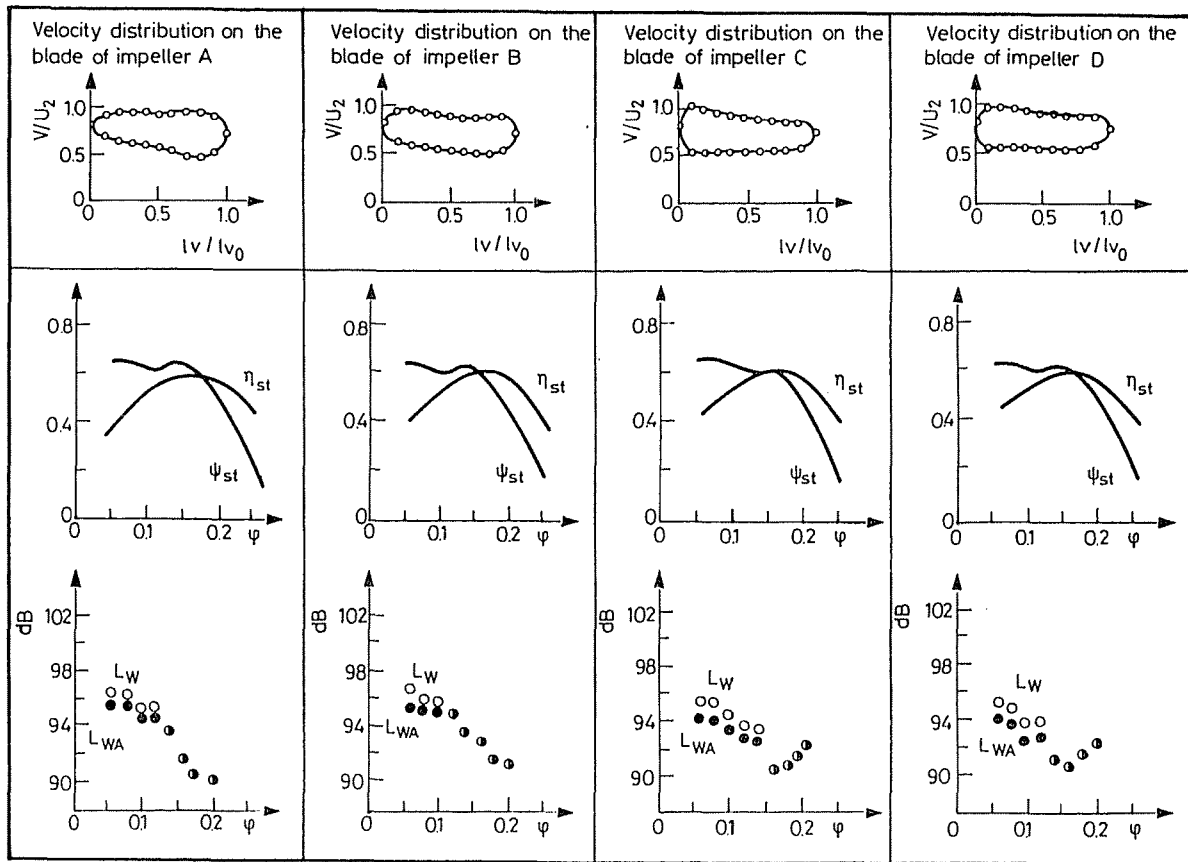 Velocity distribution on the
blade of impeller A
V/U2
1.0
0.5
0
0
0.5
1.0
lv / lv0
Velocity distribution on the
blade of impeller B
V/U2
1.0
0.5
0
0
0.5
1.0
lv / lv0
Velocity distribution on the
blade of impeller C
V/U2
1.0
0.5
0
0
0.5
1.0
lv / lv0
Velocity distribution on the
blade of impeller D
V/U2
1.0
0.5
0
0
0.5
1.0
lv / lv0
0.8
0.4
0
ηst
ψst
0
0.1
0.2
φ
0.8
0.4
0
ηst
ψst
0
0.1
0.2
φ
0.8
0.4
0
ηst
ψst
0
0.1
0.2
φ
0.8
0.4
0
ηst
ψst
0
0.1
0.2
φ
dB
102
98
94
90
LW
LWA
0
0.1
0.2
φ
dB
102
98
94
90
LW
LWA
0
0.1
0.2
φ
dB
102
98
94
90
LW
LWA
0
0.1
0.2
φ
dB
102
98
94
90
LW
LWA
0
0.1
0.2
φ